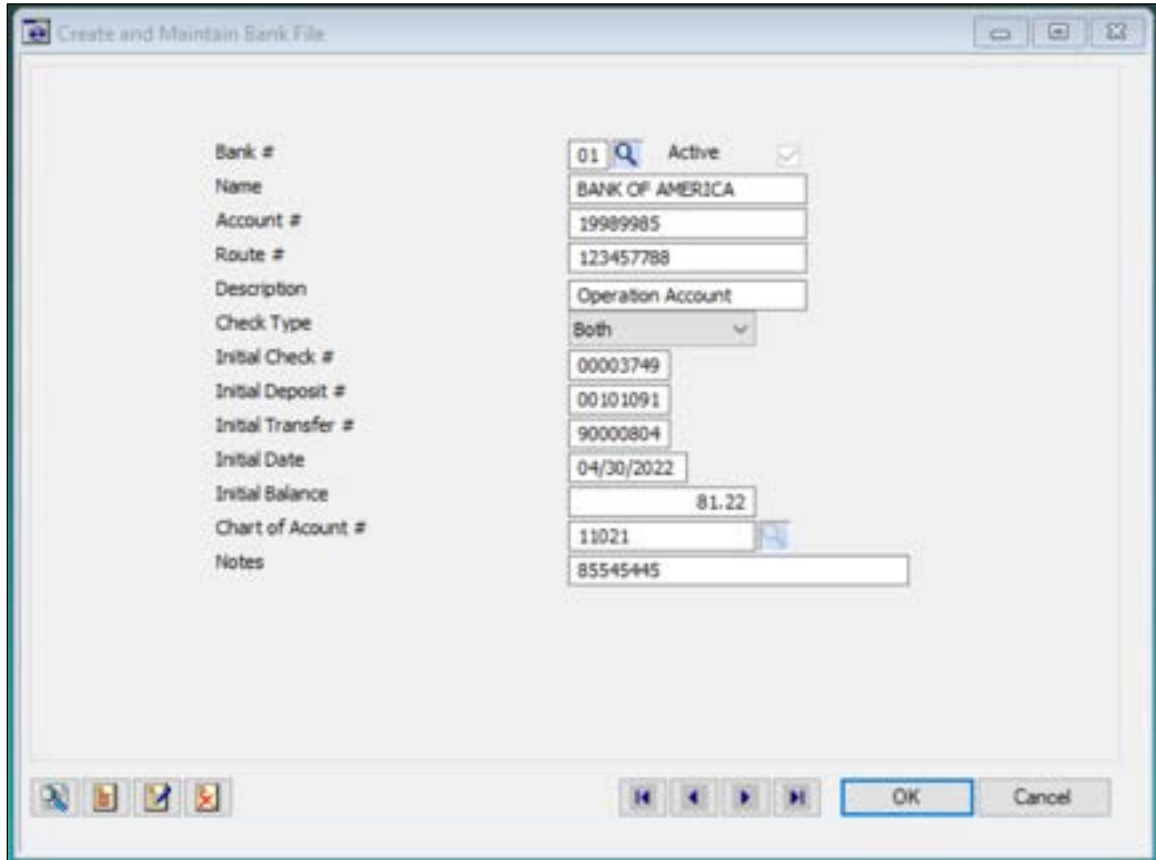 Create and Maintain Bank File
Bank # 01 Active
Name BANK OF AMERICA
Account # 19989985
Route # 123457788
Description Operation Account
Check Type Both
Initial Check # 00003749
Initial Deposit # 00101091
Initial Transfer # 90000804
Initial Date 04/30/2022
Initial Balance 81.22
Chart of Acount # 11021
Notes 85545445
OK Cancel